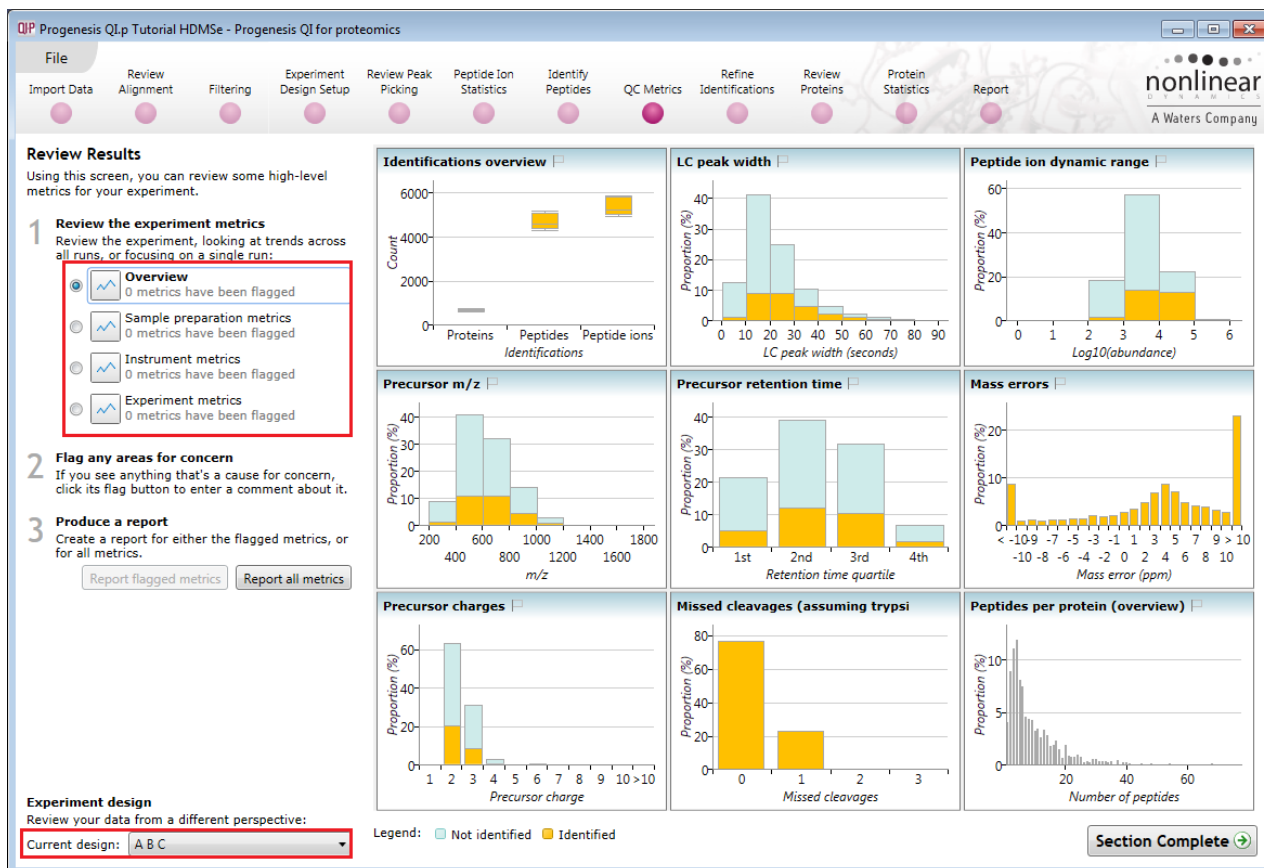 QIP Progenesis QI.p Tutorial HDMSe - Progenesis QI for proteomics
File
Import Data
Review Alignment
Filtering
Experiment Design Setup
Review Peak Picking
Peptide Ion Statistics
Identify Peptides
QC Metrics
Refine Identifications
Review Proteins
Protein Statistics
Report
nonlinear
DYNAMICS
A Waters Company
Review Results
Using this screen, you can review some high-level
metrics for your experiment.
1 Review the experiment metrics
Review the experiment, looking at trends across
all runs, or focusing on a single run:
Overview
0 metrics have been flagged
Sample preparation metrics
0 metrics have been flagged
Instrument metrics
0 metrics have been flagged
Experiment metrics
0 metrics have been flagged
2 Flag any areas for concern
If you see anything that's a cause for concern,
click its flag button to enter a comment about it.
3 Produce a report
Create a report for either the flagged metrics, or
for all metrics.
Report flagged metrics
Report all metrics
Experiment design
Review your data from a different perspective:
Current design: A B C
Identifications overview
6000
4000
2000
0
Count
Proteins Peptides Peptide ions
Identifications
LC peak width
40
30
20
10
0
Proportion (%)
0 10 20 30 40 50 60 70 80 90
LC peak width (seconds)
Peptide ion dynamic range
60
40
20
0
Proportion (%)
0 1 2 3 4 5 6
Log10(abundance)
Precursor m/z
40
30
20
10
0
Proportion (%)
200 600 1000 1400 1800
400 800 1200 1600
m/z
Precursor retention time
40
30
20
10
0
Proportion (%)
1st 2nd 3rd 4th
Retention time quartile
Mass errors
20
10
0
Proportion (%)
< -10 -9 -7 -5 -3 -1 1 3 5 7 9 > 10
-10 -8 -6 -4 -2 0 2 4 6 8 10
Mass error (ppm)
Precursor charges
60
40
20
0
Proportion (%)
1 2 3 4 5 6 7 8 9 10 >10
Precursor charge
Missed cleavages (assuming trypsi
80
60
40
20
0
Proportion (%)
0 1 2 3
Missed cleavages
Peptides per protein (overview)
10
5
0
Proportion (%)
20 40 60
Number of peptides
Legend: Not identified Identified
Section Complete